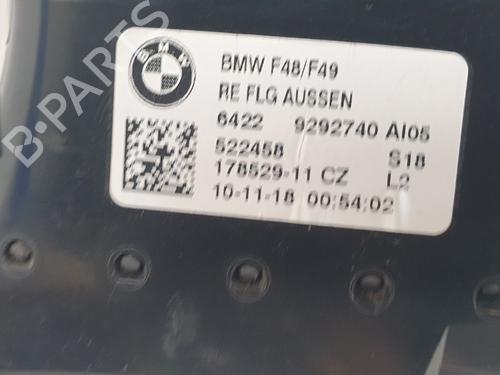 BMW
BMW F48/F49
RE FLG AUSSEN
6422 9292740 AI05
522458 S18
178529-11 CZ L2
10-11-18 00:54:02
B-PARTS